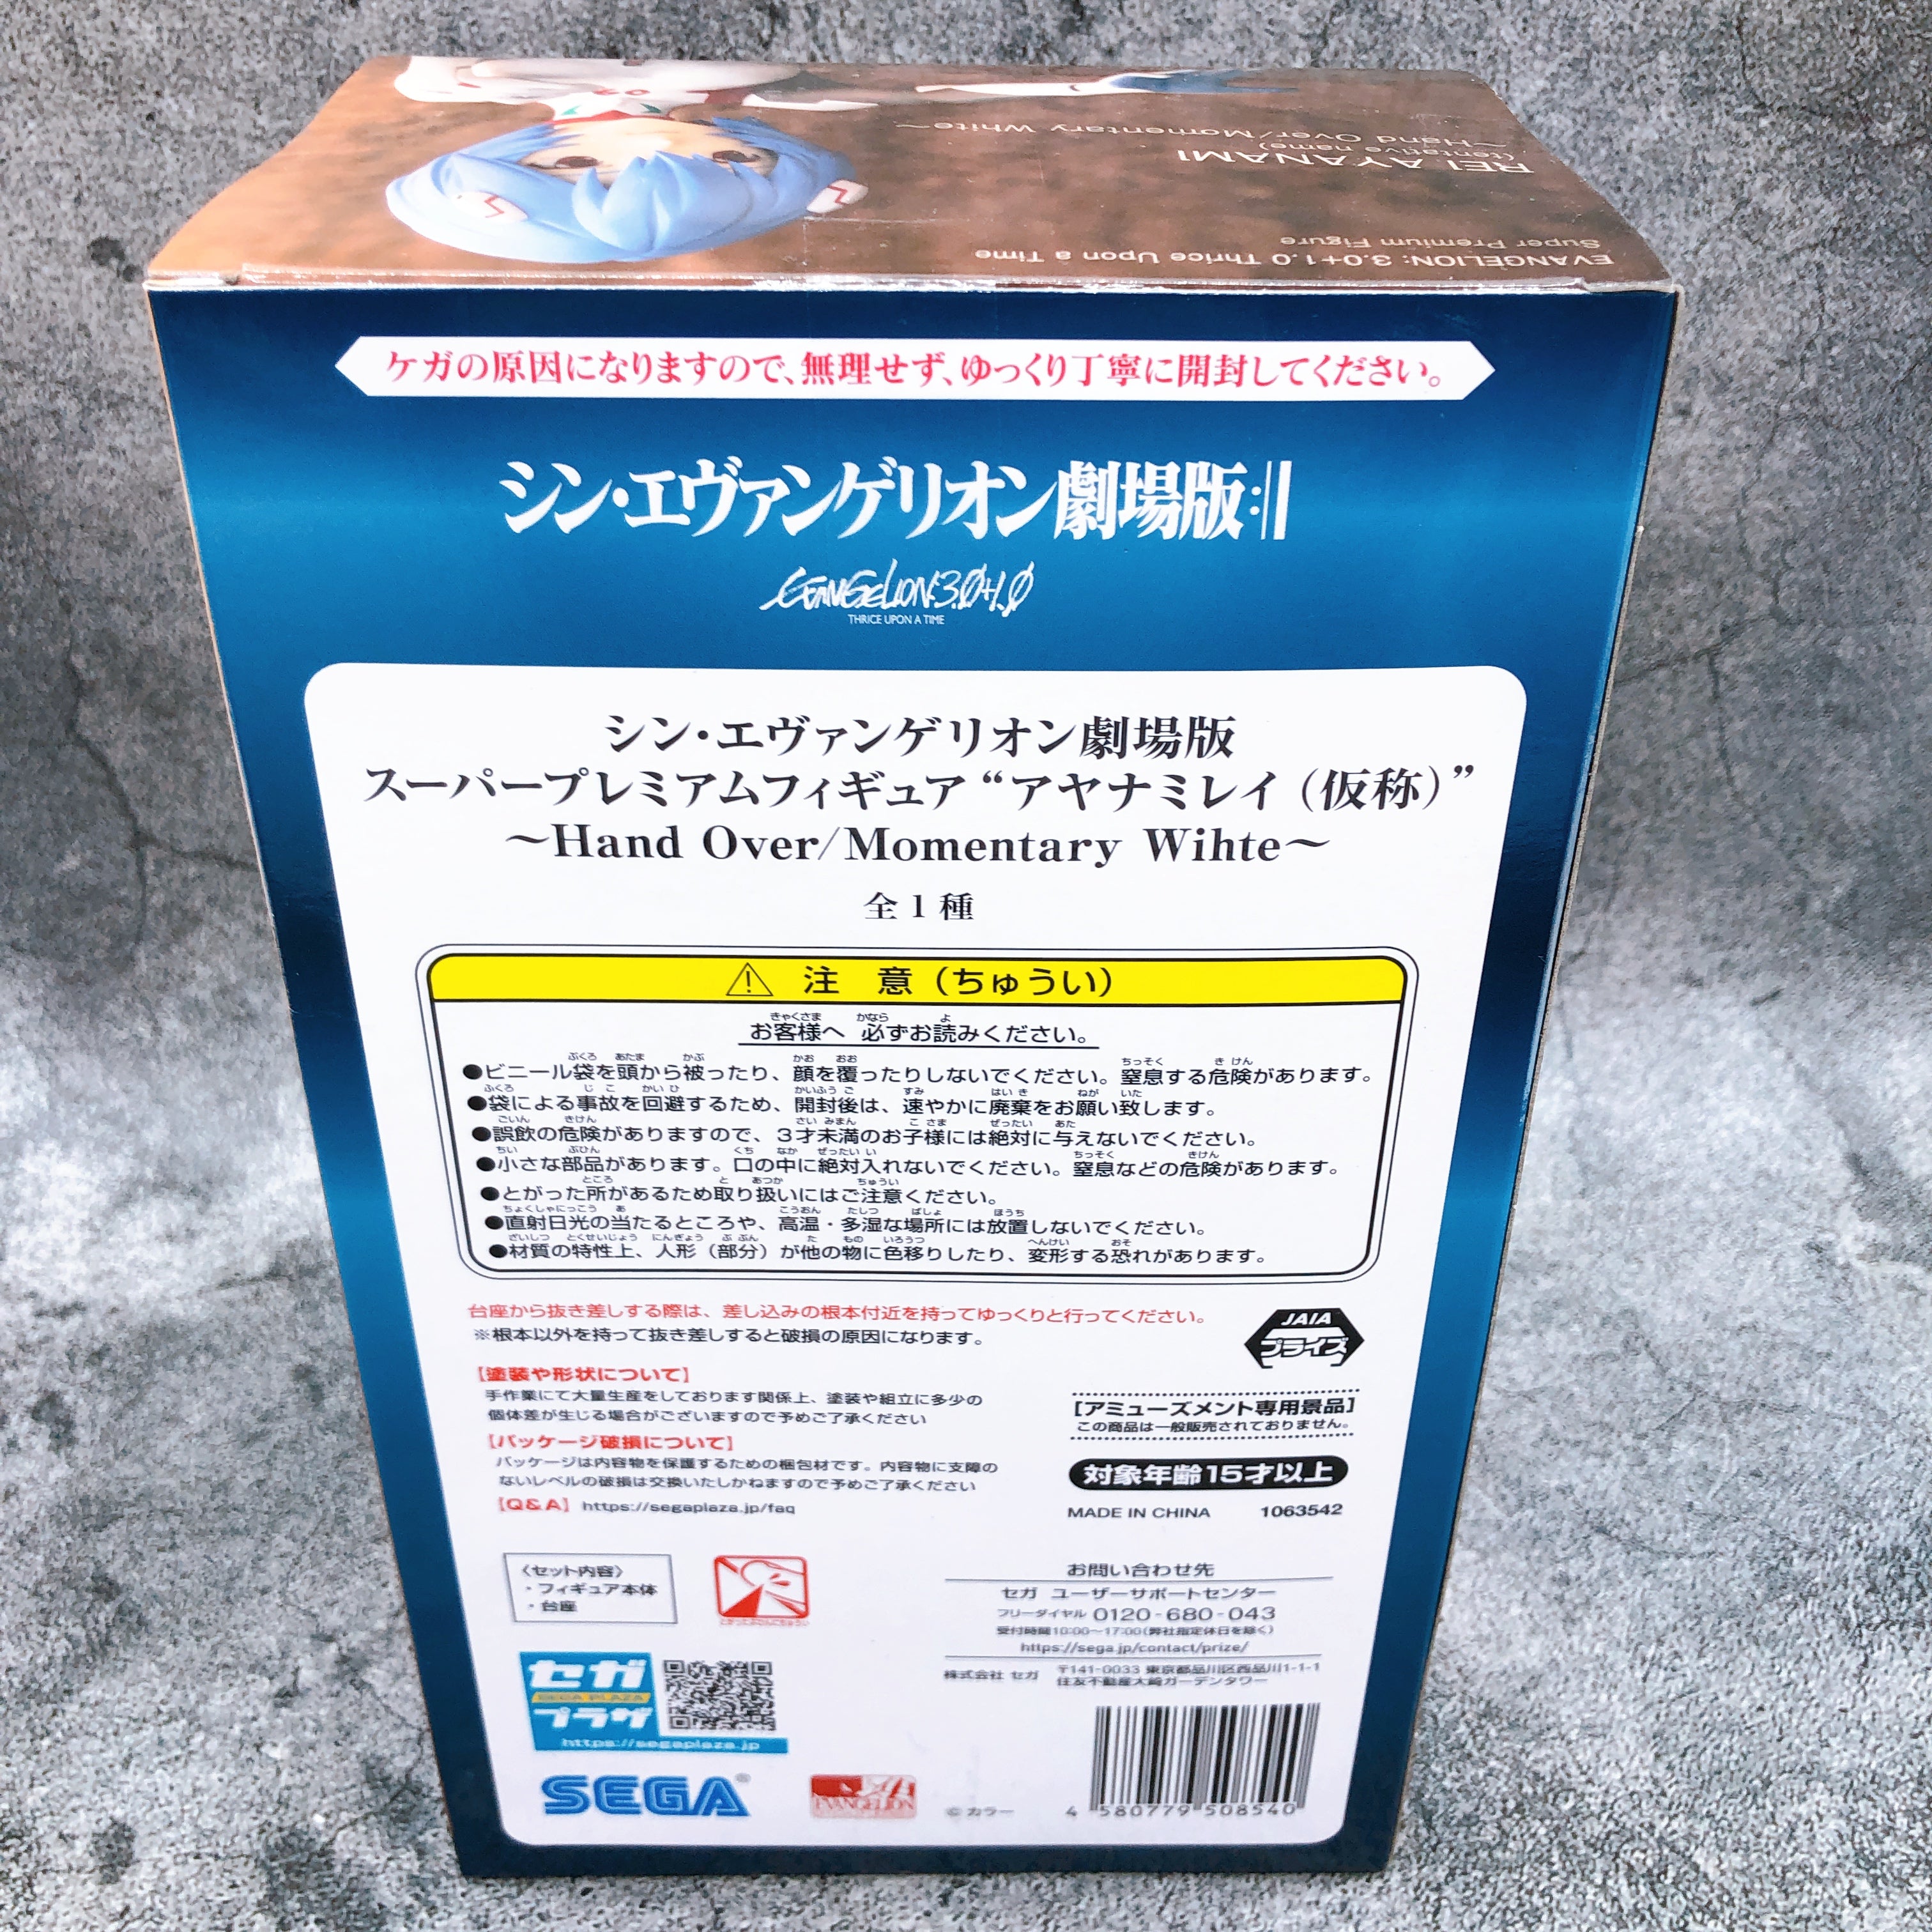 EVANGELION: 3.0+1.0 Thrice Upon a Time
Super Premium Figure
REI AYANAMI
(tentative name)
~Hand Over/Momentary White~
ケガの原因になりますので、無理せず、ゆっくり丁寧に開封してください。
シン・エヴァンゲリオン劇場版:||
EVANGELION:3.0+1.0
THRICE UPON A TIME
シン・エヴァンゲリオン劇場版
スーパープレミアムフィギュア“アヤナミレイ（仮称）”
～Hand Over/Momentary Wihte～
全1種
⚠ 注 意（ちゅうい）
お客様へ 必ずお読みください。
●ビニール袋を頭から被ったり、顔を覆ったりしないでください。窒息する危険があります。
●袋による事故を回避するため、開封後は、速やかに廃棄をお願い致します。
●誤飲の危険がありますので、3才未満のお子様には絶対に与えないでください。
●小さな部品があります。口の中に絶対入れないでください。窒息などの危険があります。
●とがった所があるため取り扱いにはご注意ください。
●直射日光の当たるところや、高温・多湿な場所には放置しないでください。
●材質の特性上、人形（部分）が他の物に色移りしたり、変形する恐れがあります。
台座から抜き差しする際は、差し込みの根本付近を持ってゆっくりと行ってください。
※根本以外を持って抜き差しすると破損の原因になります。
JAIA
プライズ
【塗装や形状について】
手作業にて大量生産をしております関係上、塗装や組立に多少の
個体差が生じる場合がございますので予めご了承ください
【パッケージ破損について】
パッケージは内容物を保護するための梱包材です。内容物に支障の
ないレベルの破損は交換いたしかねますので予めご了承ください
【Q&A】https://segaplaza.jp/faq
[アミューズメント専用景品]
この商品は一般販売されておりません。
対象年齢15才以上
MADE IN CHINA 1063542
〈セット内容〉
・フィギュア本体
・台座
お問い合わせ先
セガ ユーザーサポートセンター
フリーダイヤル 0120-680-043
受付時間10:00～17:00(弊社指定休日を除く)
https://sega.jp/contact/prize/
株式会社 セガ 〒141-0033 東京都品川区西品川1-1-1
住友不動産大崎ガーデンタワー
セガ
SEGA PLAZA
プラザ
https://segaplaza.jp
SEGA®
EVANGELION
© カラー
4 580779 508540